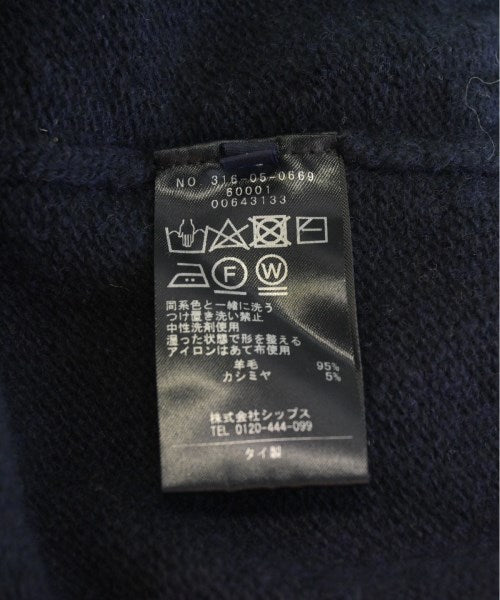 NO. 316-05-0669
60001
00643133
F W
同系色と一緒に洗う
つけ置き洗い禁止
中性洗剤使用
湿った状態で形を整える
アイロンはあて布使用
羊毛 95%
カシミヤ 5%
株式会社シップス
TEL 0120-444-099
タイ製